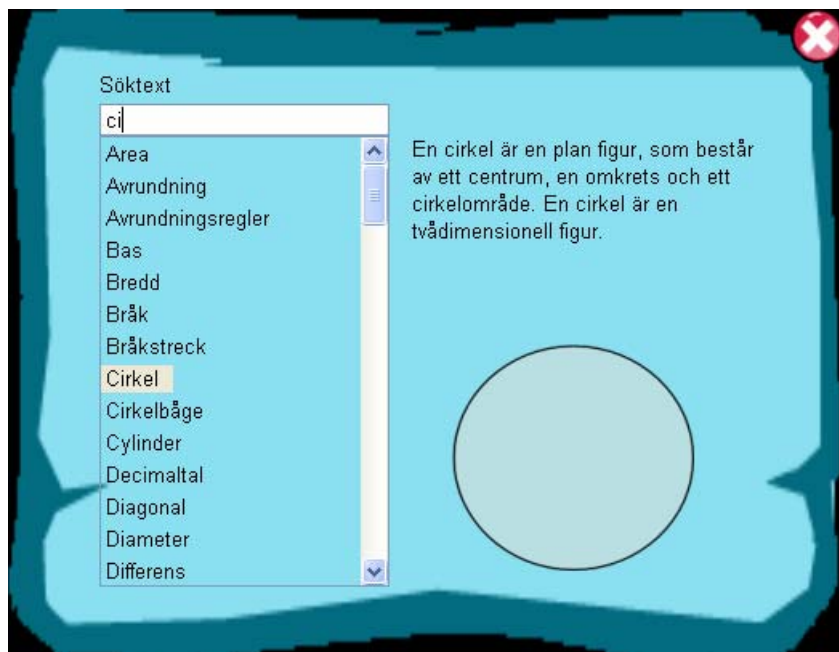 Söktext
ci
Area
Avrundning
Avrundningsregler
Bas
Bredd
Bråk
Bråkstreck
Cirkel
Cirkelbåge
Cylinder
Decimaltal
Diagonal
Diameter
Differens
En cirkel är en plan figur, som består
av ett centrum, en omkrets och ett
cirkelområde. En cirkel är en
tvådimensionell figur.